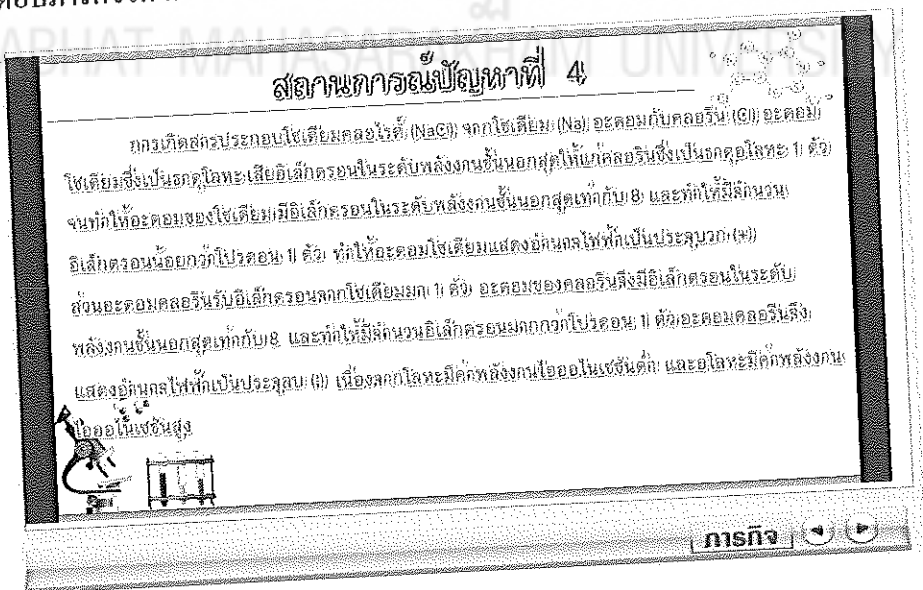 RABHAT MAHASARAKHAM UNIVERSITY
สถานการณ์ปัญหาที่ 4
การเกิดสารประกอบโซเดียมคลอไรด์ (NaCl) จากโซเดียม (Na) อะตอมกับคลอรีน (Cl) อะตอม
โซเดียมซึ่งเป็นธาตุโลหะเสียอิเล็กตรอนในระดับพลังงานชั้นนอกสุดให้แก่คลอรีนซึ่งเป็นธาตุอโลหะ 1 ตัว
จนทำให้อะตอมของโซเดียมมีอิเล็กตรอนในระดับพลังงานชั้นนอกสุดเท่ากับ 8 และทำให้มีจำนวน
อิเล็กตรอนน้อยกว่าโปรตอน 1 ตัว ทำให้อะตอมโซเดียมแสดงอำนาจไฟฟ้าเป็นประจุบวก (+)
ส่วนอะตอมคลอรีนรับอิเล็กตรอนจากโซเดียมมา 1 ตัว อะตอมของคลอรีนจึงมีอิเล็กตรอนในระดับ
พลังงานชั้นนอกสุดเท่ากับ 8 และทำให้มีจำนวนอิเล็กตรอนมากกว่าโปรตอน 1 ตัวอะตอมคลอรีนจึง
แสดงอำนาจไฟฟ้าเป็นประจุลบ (-) เนื่องจากโลหะมีค่าพลังงานไอออไนเซชันต่ำ และอโลหะมีค่าพลังงาน
ไอออไนเซชันสูง
ภารกิจ